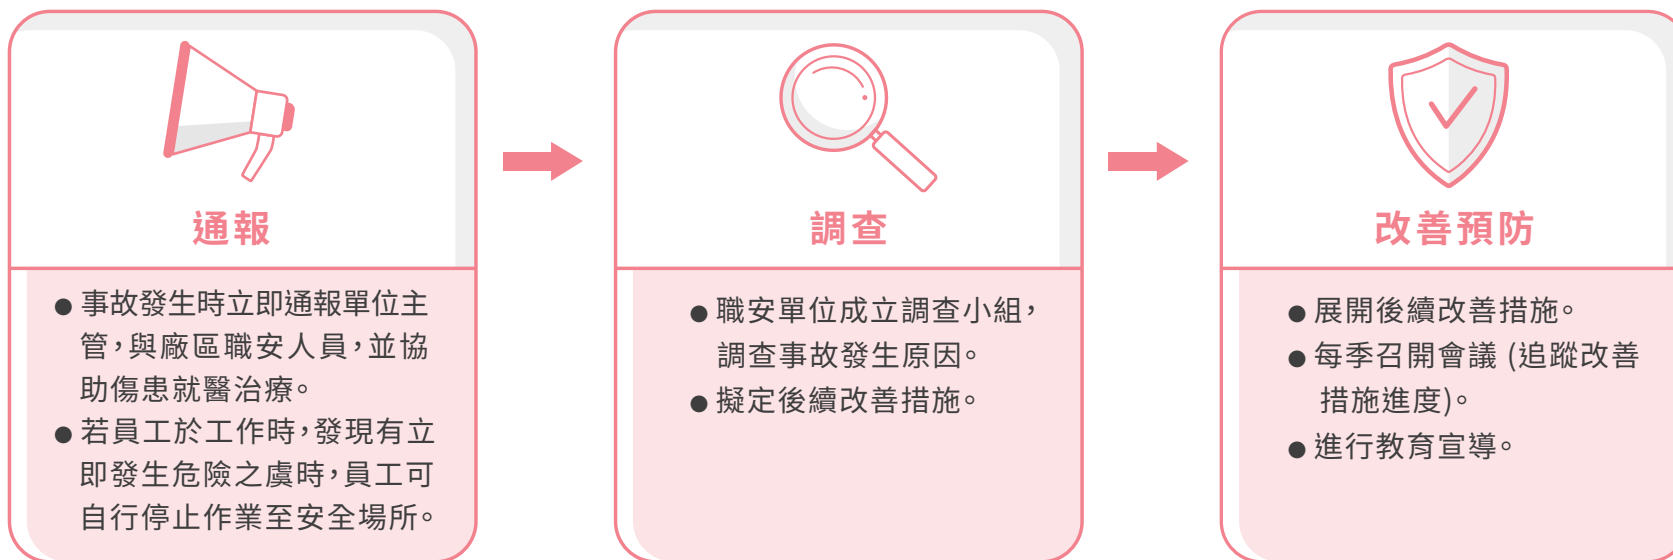 通報
● 事故發生時立即通報單位主
管，與廠區職安人員，並協
助傷患就醫治療。
● 若員工於工作時，發現有立
即發生危險之虞時，員工可
自行停止作業至安全場所。
調查
● 職安單位成立調查小組，
調查事故發生原因。
● 擬定後續改善措施。
改善預防
● 展開後續改善措施。
● 每季召開會議 (追蹤改善
措施進度)。
● 進行教育宣導。